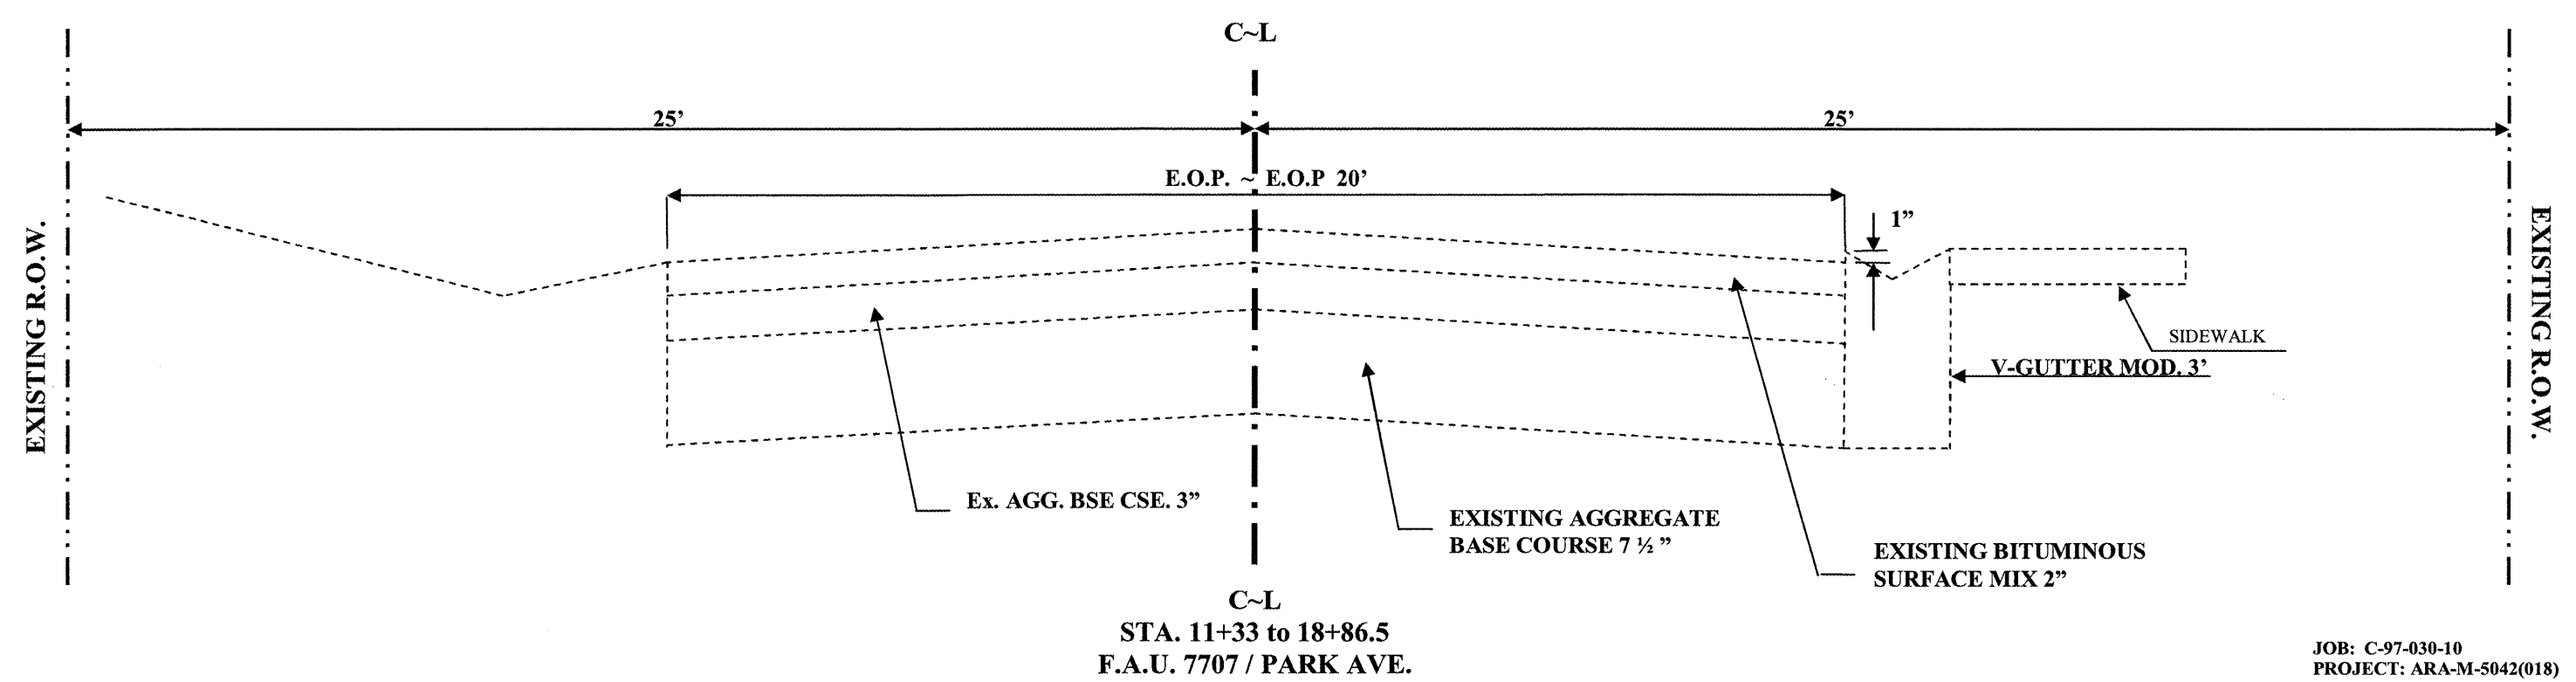 C~L
25’
25’
E.O.P. ~ E.O.P 20’
1”
EXISTING R.O.W.
EXISTING R.O.W.
SIDEWALK
V-GUTTER MOD. 3’
Ex. AGG. BSE CSE. 3”
EXISTING AGGREGATE
BASE COURSE 7 ½ ”
EXISTING BITUMINOUS
SURFACE MIX 2”
C~L
STA. 11+33 to 18+86.5
F.A.U. 7707 / PARK AVE.
JOB: C-97-030-10
PROJECT: ARA-M-5042(018)